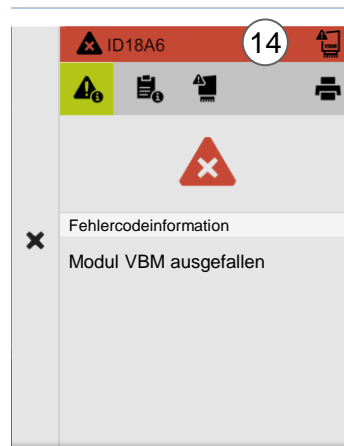 ID18A6
14
VBM
Fehlercodeinformation
Modul VBM ausgefallen